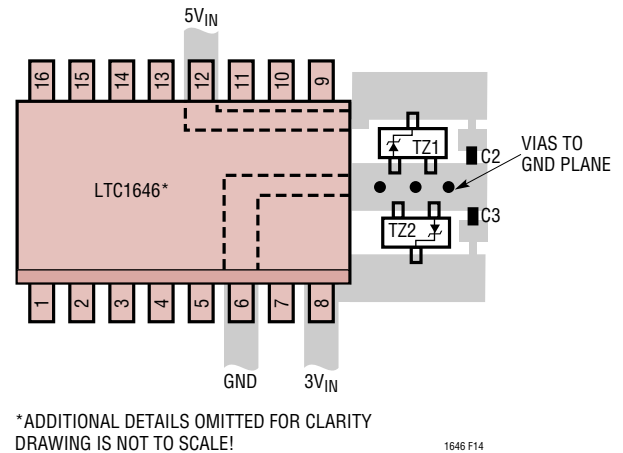 5VIN
16 15 14 13 12 11 10 9
TZ1
C2
VIAS TO
GND PLANE
LTC1646*
TZ2
C3
1 2 3 4 5 6 7 8
GND
3VIN
*ADDITIONAL DETAILS OMITTED FOR CLARITY
DRAWING IS NOT TO SCALE!
1646 F14